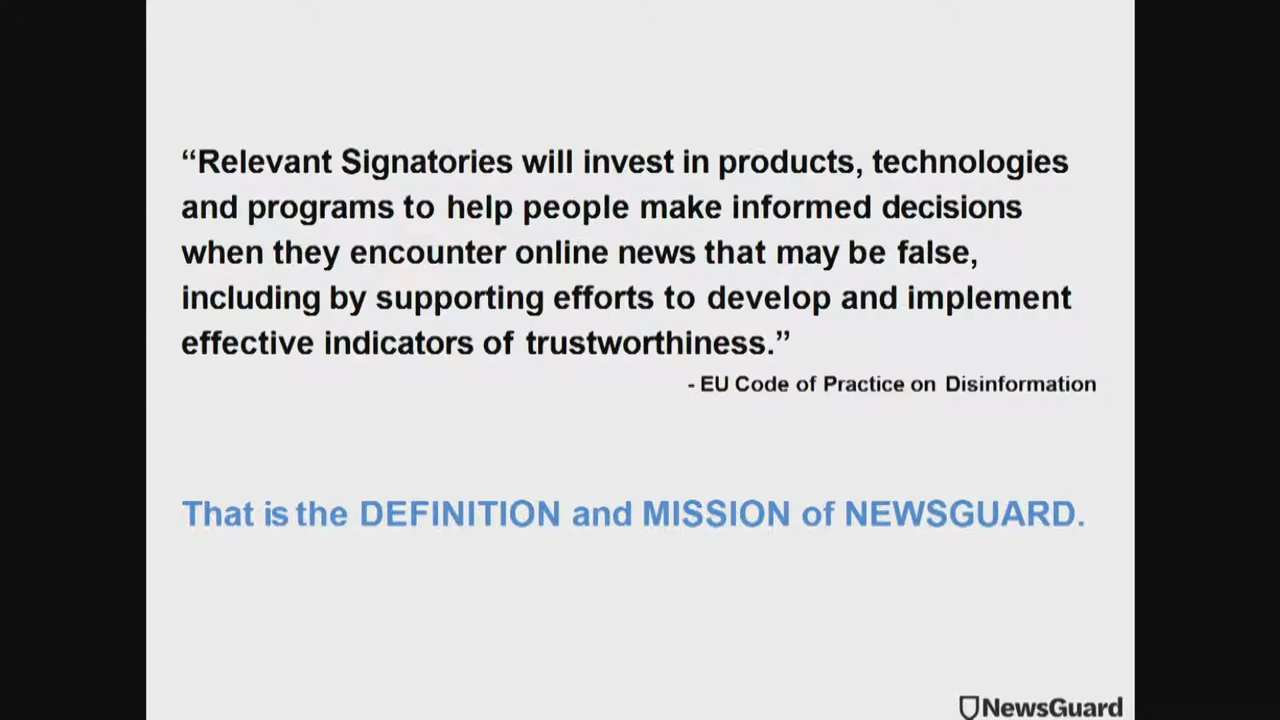 “Relevant Signatories will invest in products, technologies
and programs to help people make informed decisions
when they encounter online news that may be false,
including by supporting efforts to develop and implement
effective indicators of trustworthiness.”
- EU Code of Practice on Disinformation
That is the DEFINITION and MISSION of NEWSGUARD.
NewsGuard